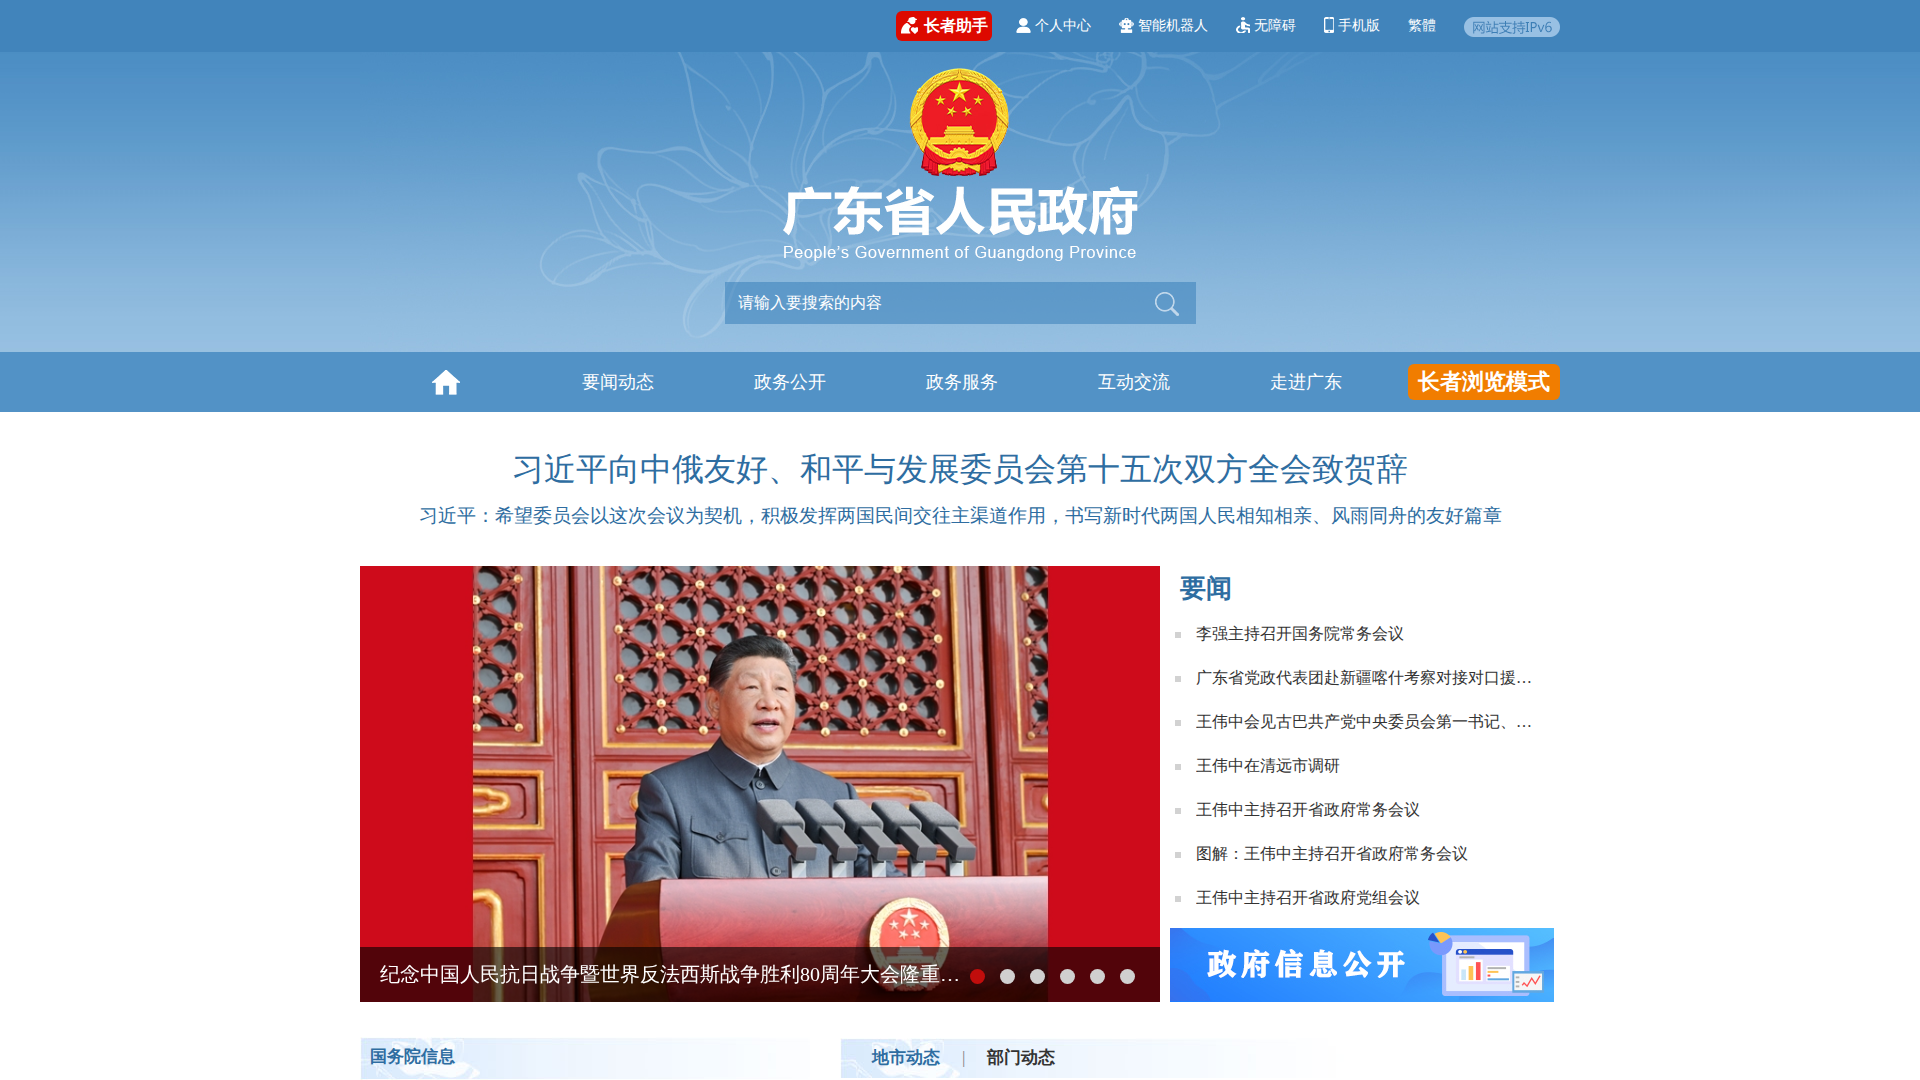 长者助手
个人中心
智能机器人
无障碍
手机版
繁體
网站支持IPv6
广东省人民政府
People's Government of Guangdong Province
请输入要搜索的内容
要闻动态
政务公开
政务服务
互动交流
走进广东
长者浏览模式
习近平向中俄友好、和平与发展委员会第十五次双方全会致贺辞
习近平：希望委员会以这次会议为契机，积极发挥两国民间交往主渠道作用，书写新时代两国人民相知相亲、风雨同舟的友好篇章
纪念中国人民抗日战争暨世界反法西斯战争胜利80周年大会隆重…
要闻
李强主持召开国务院常务会议
广东省党政代表团赴新疆喀什考察对接对口援…
王伟中会见古巴共产党中央委员会第一书记、…
王伟中在清远市调研
王伟中主持召开省政府常务会议
图解：王伟中主持召开省政府常务会议
王伟中主持召开省政府党组会议
政府信息公开
国务院信息
地市动态 | 部门动态